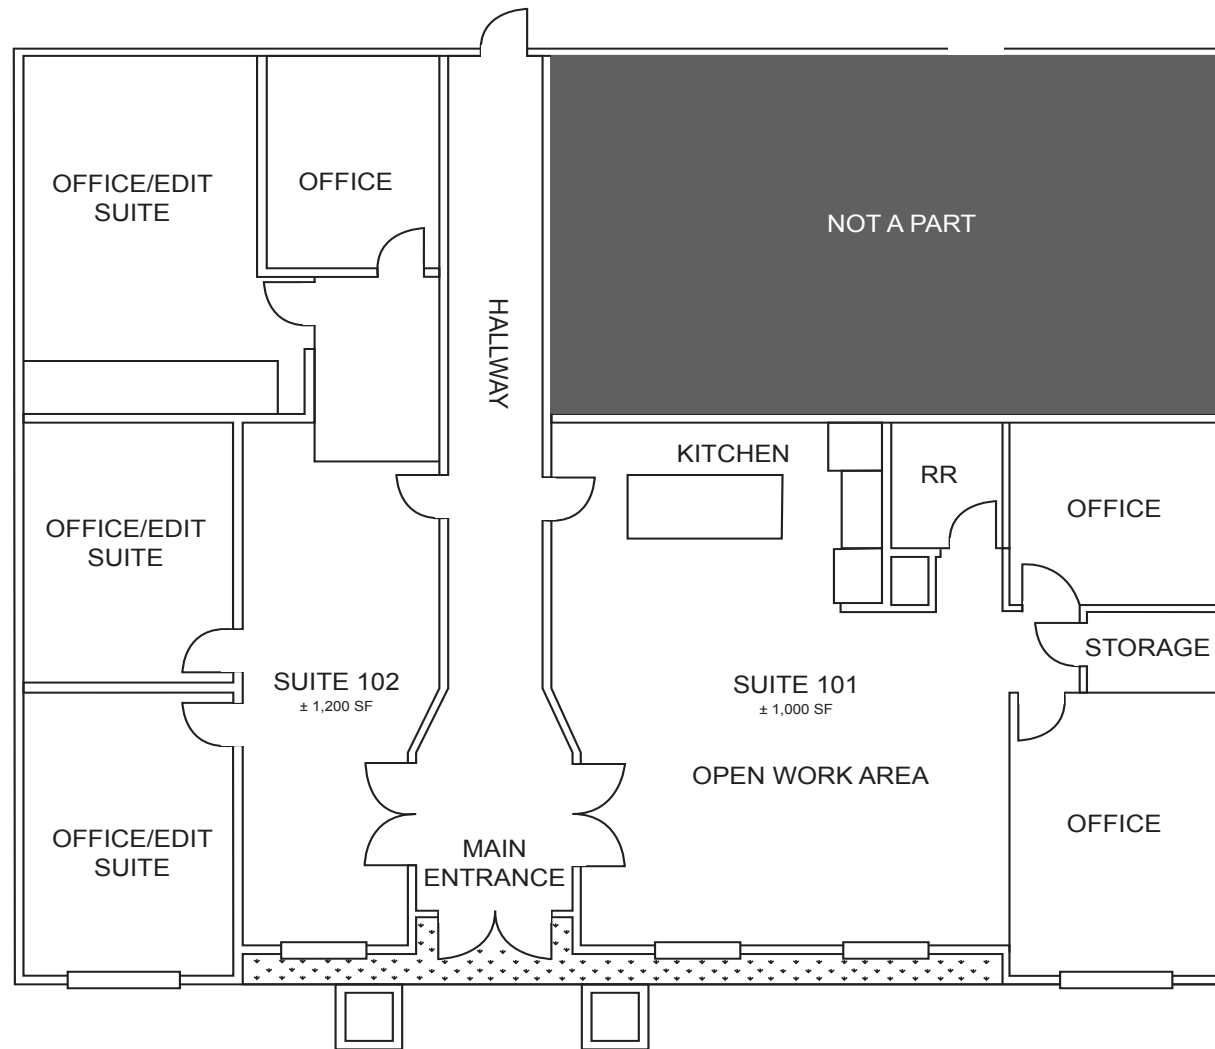 OFFICE/EDIT
SUITE
OFFICE
NOT A PART
HALLWAY
KITCHEN
RR
OFFICE
OFFICE/EDIT
SUITE
STORAGE
SUITE 102
± 1,200 SF
SUITE 101
± 1,000 SF
OPEN WORK AREA
OFFICE/EDIT
SUITE
MAIN
ENTRANCE
OFFICE